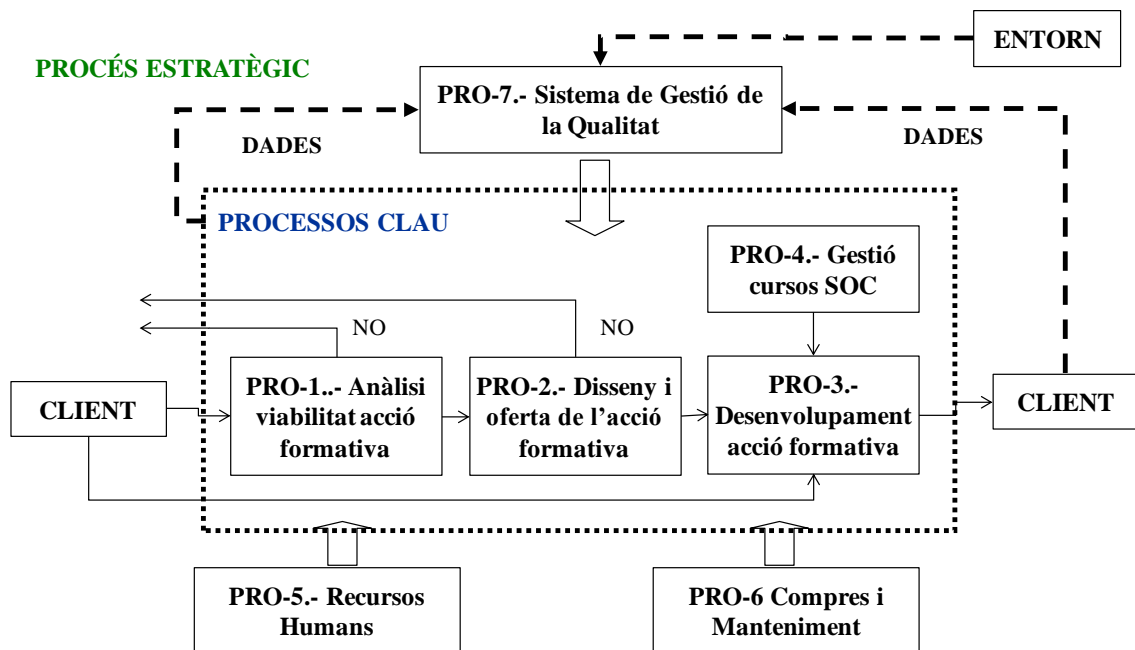 ENTORN
PROCÉS ESTRATÈGIC
PRO-7.- Sistema de Gestió de
la Qualitat
DADES
DADES
PROCESSOS CLAU
PRO-4.- Gestió
cursos SOC
NO
NO
CLIENT
PRO-1..- Anàlisi
viabilitat acció
formativa
PRO-2.- Disseny i
oferta de l’acció
formativa
PRO-3.-
Desenvolupament
acció formativa
CLIENT
PRO-5.- Recursos
Humans
PRO-6 Compres i
Manteniment